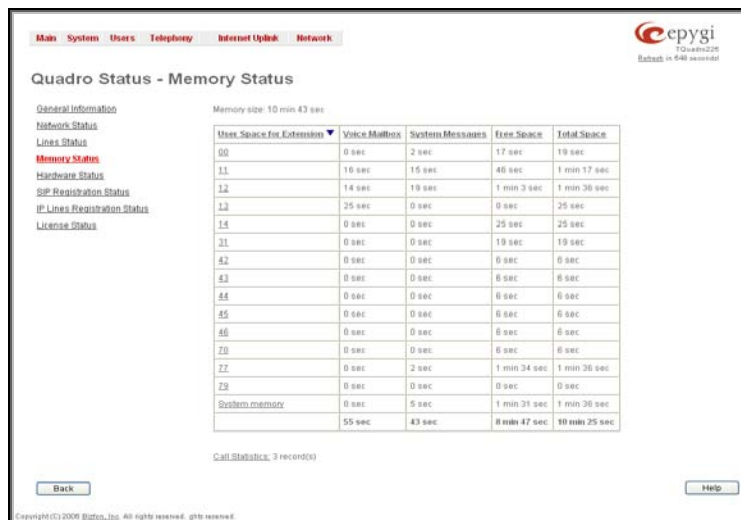 Main System Users Telephony Internet Uplink Network
epygi
TQuadro226
Refresh in 648 seconds!
Quadro Status - Memory Status
General Information
Network Status
Lines Status
Memory Status
Hardware Status
SIP Registration Status
IP Lines Registration Status
License Status
Memory size: 10 min 43 sec
User Space for Extension Voice Mailbox System Messages Free Space Total Space
00 0 sec 2 sec 17 sec 19 sec
11 16 sec 15 sec 46 sec 1 min 17 sec
12 14 sec 19 sec 1 min 3 sec 1 min 36 sec
13 25 sec 0 sec 0 sec 25 sec
14 0 sec 0 sec 25 sec 25 sec
31 0 sec 0 sec 19 sec 19 sec
42 0 sec 0 sec 6 sec 6 sec
43 0 sec 0 sec 6 sec 6 sec
44 0 sec 0 sec 6 sec 6 sec
45 0 sec 0 sec 6 sec 6 sec
46 0 sec 0 sec 6 sec 6 sec
70 0 sec 0 sec 6 sec 6 sec
77 0 sec 2 sec 1 min 34 sec 1 min 36 sec
79 0 sec 0 sec 0 sec 0 sec
System memory 0 sec 5 sec 1 min 31 sec 1 min 36 sec
55 sec 43 sec 8 min 47 sec 10 min 25 sec
Call Statistics: 3 record(s)
Back
Help
Copyright (C) 2006 Bizfon, Inc. All rights reserved. ghts reserved.